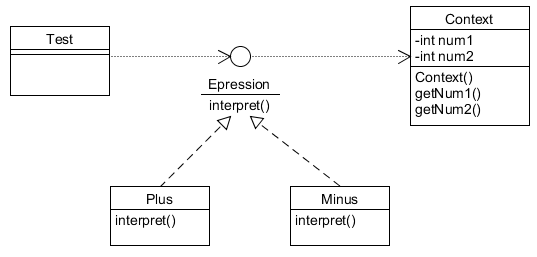 Test
Epression
interpret()
Context
-int num1
-int num2
Context()
getNum1()
getNum2()
Plus
interpret()
Minus
interpret()